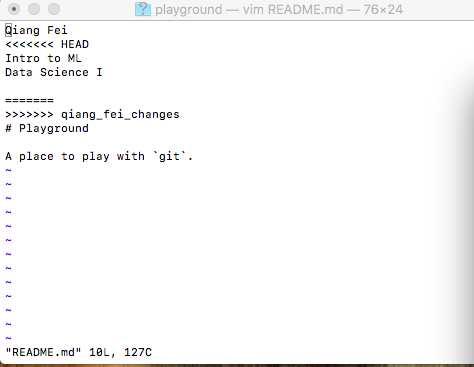 playground — vim README.md — 76×24
Qiang Fei
<<<<<<< HEAD
Intro to ML
Data Science I

=======
>>>>>>> qiang_fei_changes
# Playground

A place to play with `git`.
~
~
~
~
~
~
~
~
~
~
~
~
~
"README.md" 10L, 127C